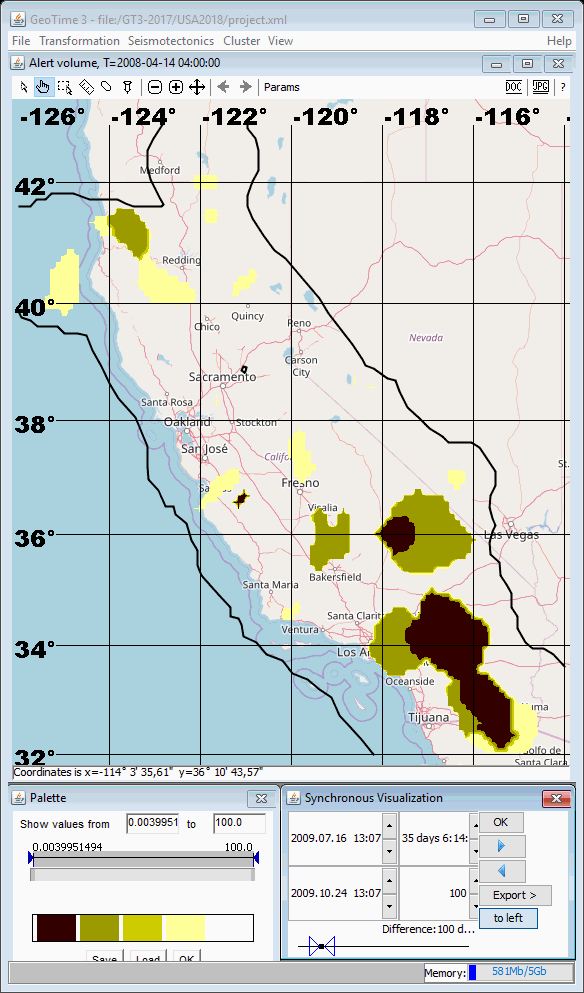 GeoTime 3 - file:/GT3-2017/USA2018/project.xml
File Transformation Seismotectonics Cluster View Help
Alert volume, T=2008-04-14 04:00:00
Params DOC JPG ?
-126° -124° -122° -120° -118° -116°
Medford
42°
Redding
40°
Quincy
Chico Reno
Nevada
Carson
City
Sacramento
Santa Rosa
38°
Oakland Stockton
San José
Califo
St.
Fresno
Visalia
36°
Las Vegas
Bakersfield
Santa Maria
Santa Clarit
Ventura
34°
Los An
Oceanside
Yuma
Tijuana
Golfo de
32°
Santa Clara
Coordinates is x=-114° 3' 35,61" y=36° 10' 43,57"
Palette
Show values from 0.0039951 to 100.0
0.0039951494 100.0
Save Load OK
Synchronous Visualization
2009.07.16 13:07 35 days 6:14: OK
2009.10.24 13:07 100
Export >
to left
Difference:100 d...
Memory: 581Mb/5Gb